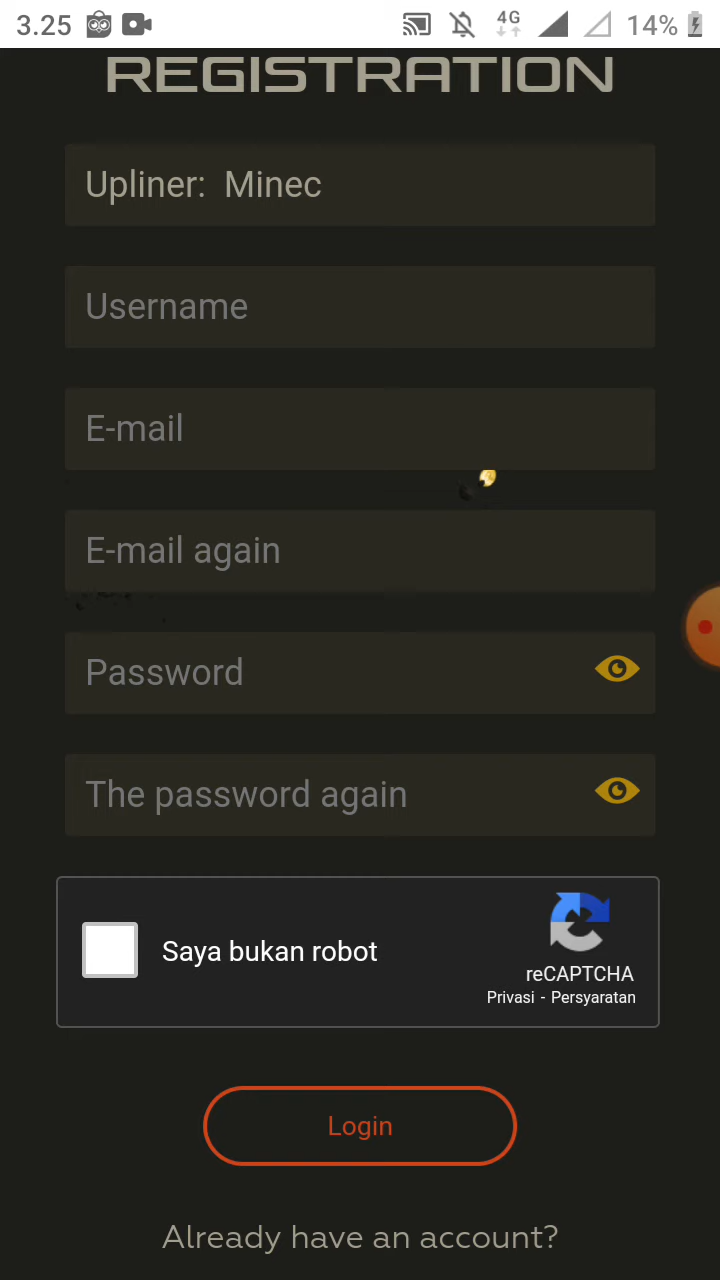 3.25 4G 14%
REGISTRATION
Upliner: Minec
Username
E-mail
E-mail again
Password
The password again
Saya bukan robot
reCAPTCHA
Privasi - Persyaratan
Login
Already have an account?